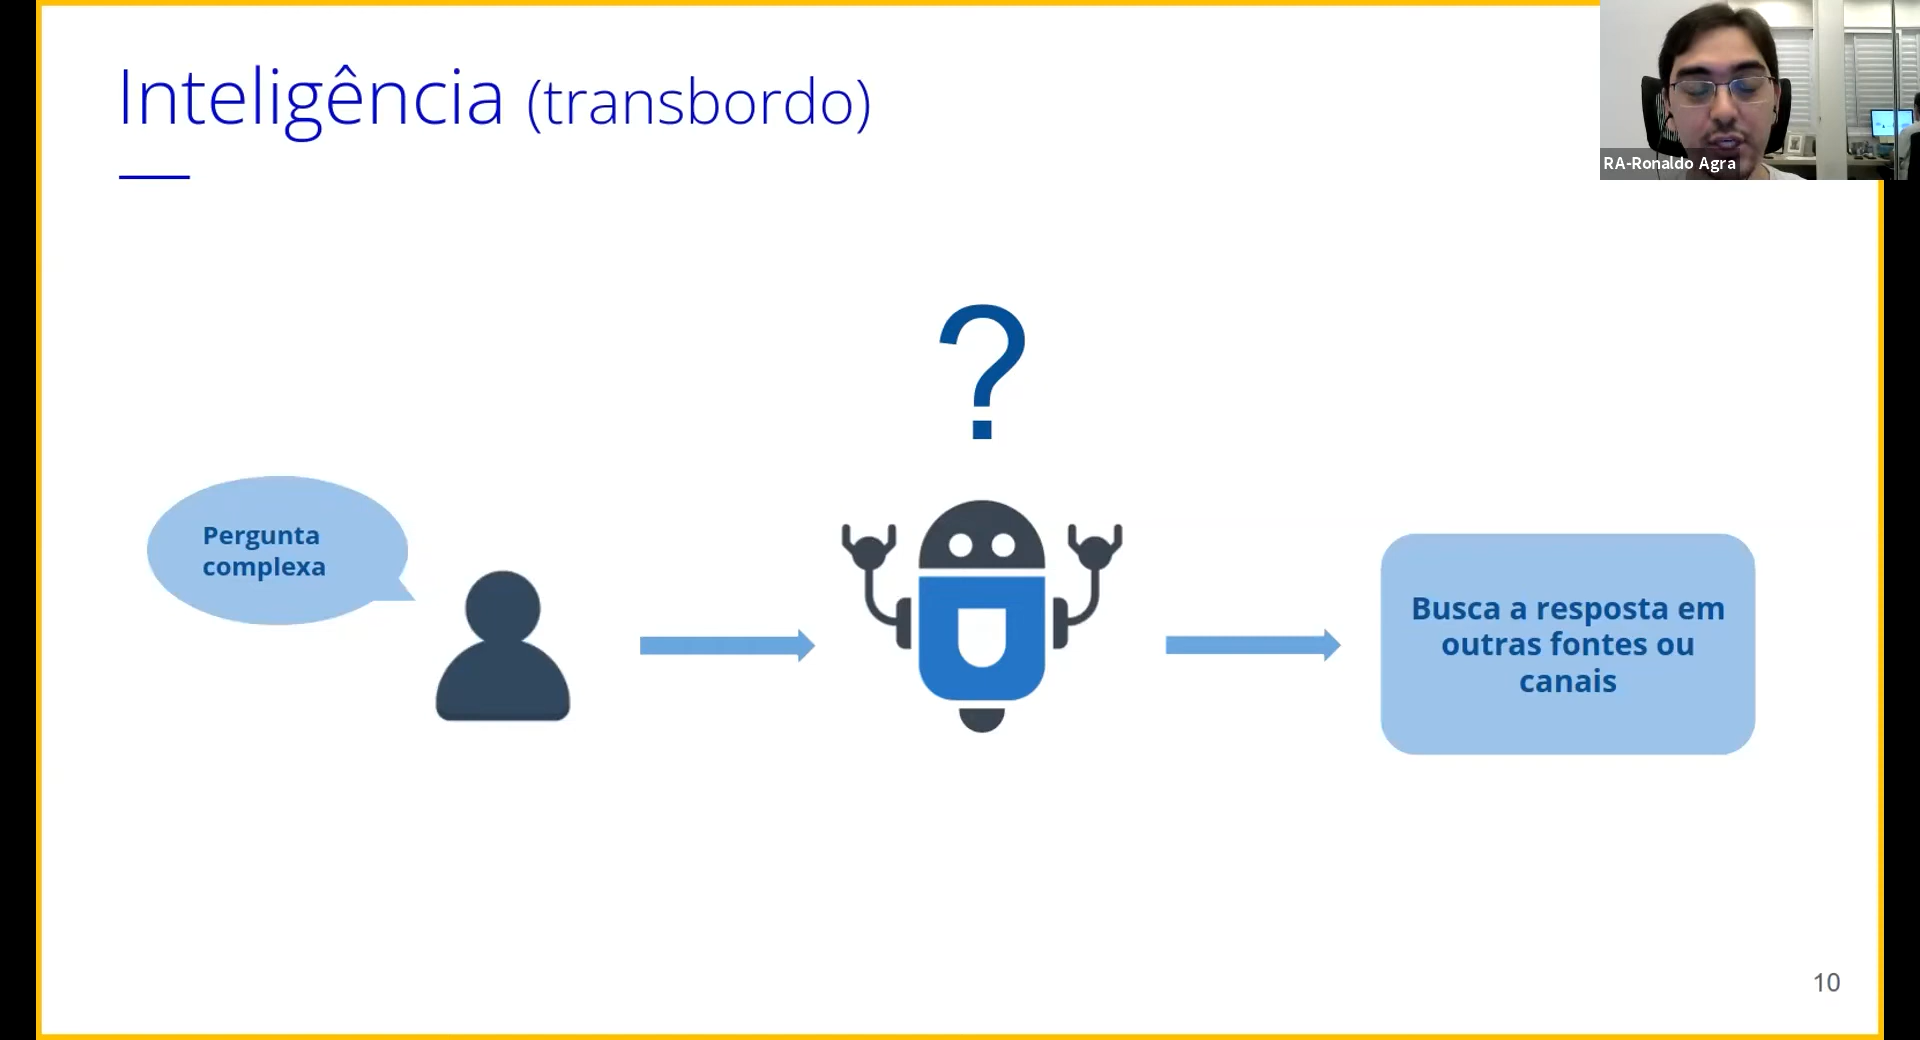 Inteligência (transbordo)
RA-Ronaldo Agra
?
Pergunta
complexa
Busca a resposta em
outras fontes ou
canais
10